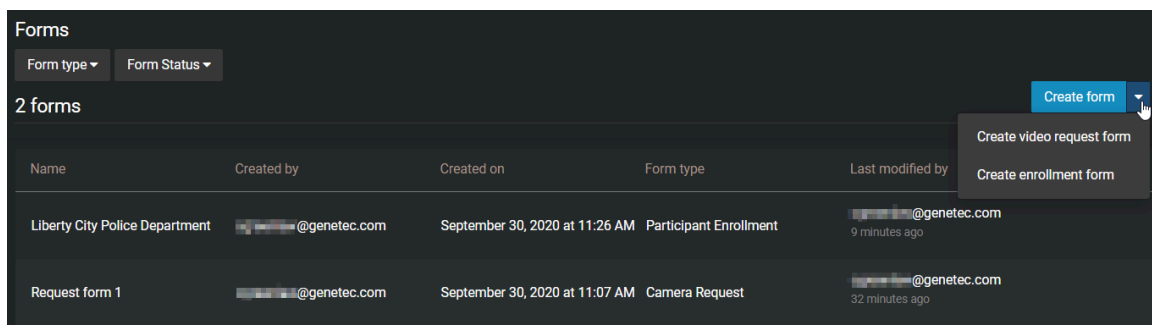 Forms
Form type Form Status
2 forms
Create form
Create video request form
Create enrollment form
Name Created by Created on Form type Last modified by
Liberty City Police Department @genetec.com September 30, 2020 at 11:26 AM Participant Enrollment @genetec.com
9 minutes ago
Request form 1 @genetec.com September 30, 2020 at 11:07 AM Camera Request @genetec.com
32 minutes ago